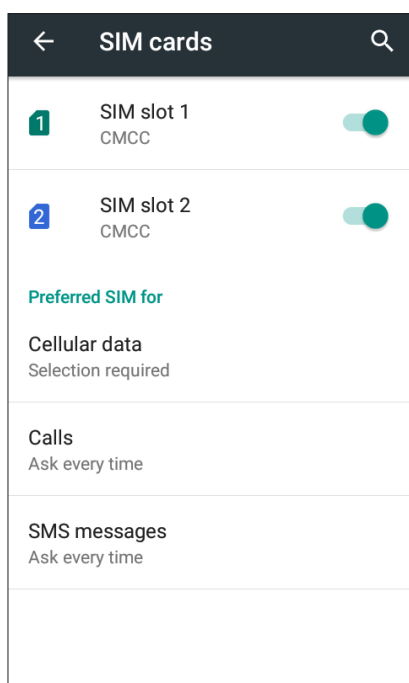 SIM cards
1
SIM slot 1
CMCC
2
SIM slot 2
CMCC
Preferred SIM for
Cellular data
Selection required
Calls
Ask every time
SMS messages
Ask every time